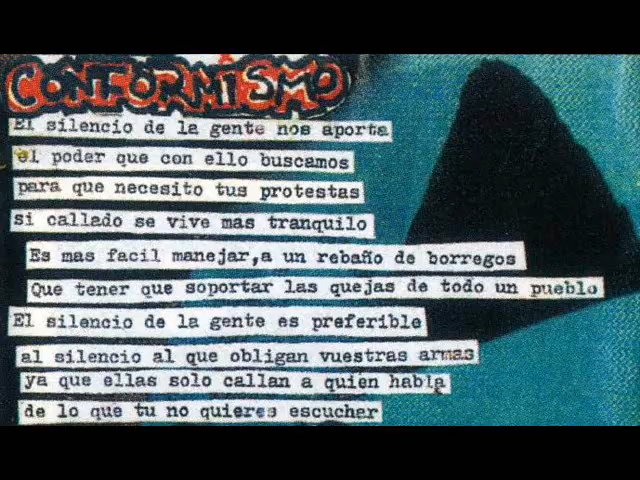 CONFORMISMO
El silencio de la gente nos aporta
el poder que con ello buscamos
para que necesito tus protestas
si callado se vive mas tranquilo
Es mas facil manejar,a un rebaño de borregos
Que tener que soportar las quejas de todo un pueblo
El silencio de la gente es preferible
al silencio al que obligan vuestras armas
ya que ellas solo callan a quien habla
de lo que tu no quieres escucher